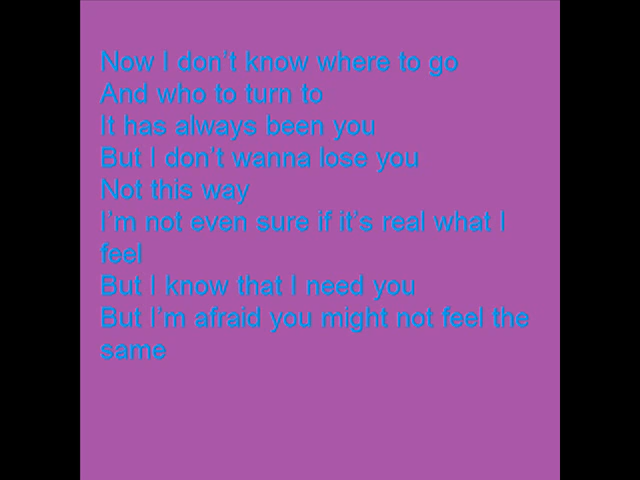 Now I don't know where to go
And who to turn to
It has always been you
But I don't wanna lose you
Not this way
I'm not even sure if it's real what I
feel
But I know that I need you
But I'm afraid you might not feel the
same